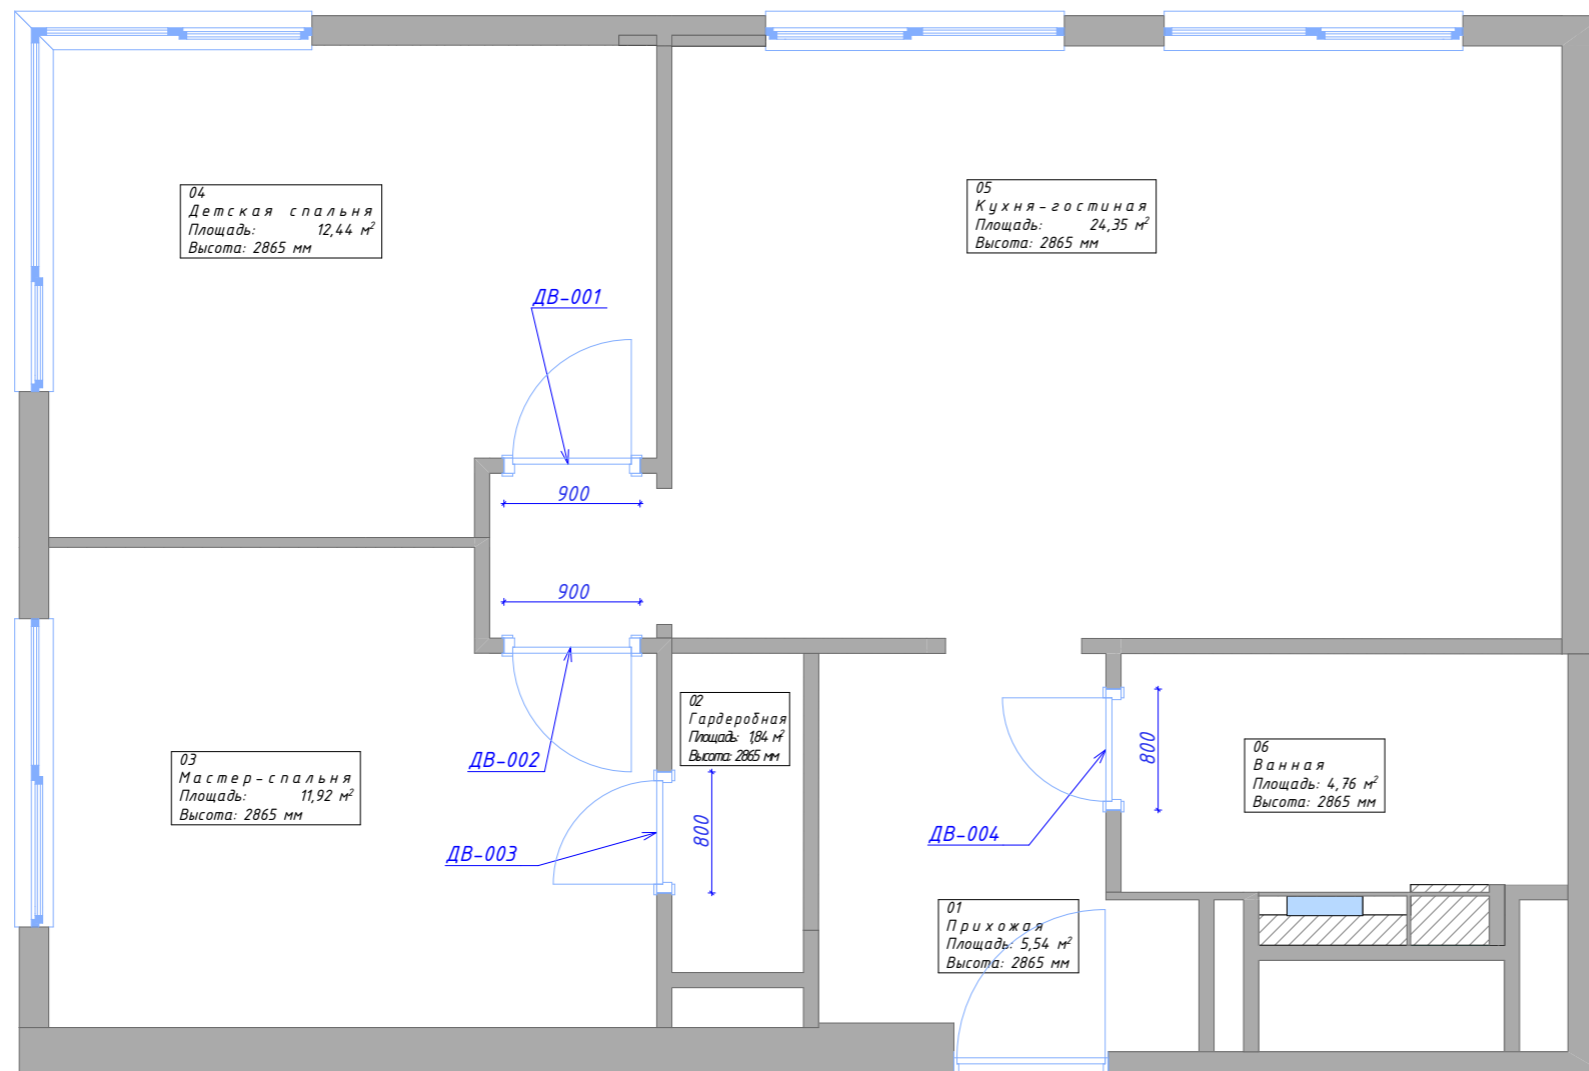 04
Детская спальня
Площадь: 12,44 м²
Высота: 2865 мм
05
Кухня-гостиная
Площадь: 24,35 м²
Высота: 2865 мм
ДВ-001
900
900
ДВ-002
02
Гардеробная
Площадь: 1,84 м²
Высота: 2865 мм
03
Мастер-спальня
Площадь: 11,92 м²
Высота: 2865 мм
800
ДВ-003
800
ДВ-004
06
Ванная
Площадь: 4,76 м²
Высота: 2865 мм
01
Прихожая
Площадь: 5,54 м²
Высота: 2865 мм